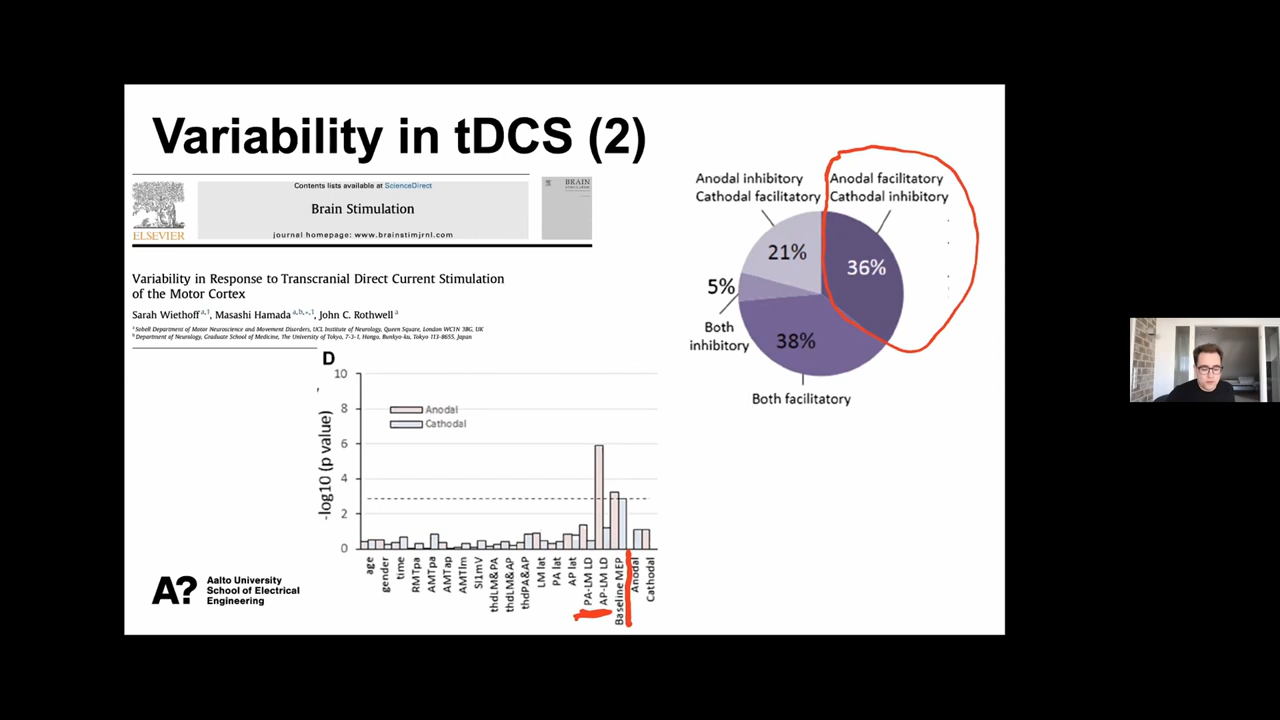 Variability in tDCS (2)
Contents lists available at ScienceDirect
Brain Stimulation
journal homepage: www.brainstimjrnl.com
ELSEVIER
BRAIN
STIMULATION
Variability in Response to Transcranial Direct Current Stimulation
of the Motor Cortex
Sarah Wiethoff a,1, Masashi Hamada a,b,*,1, John C. Rothwell a
a Sobell Department of Motor Neuroscience and Movement Disorders, UCL Institute of Neurology, Queen Square, London WC1N 3BG, UK
b Department of Neurology, Graduate School of Medicine, The University of Tokyo, 7-3-1, Hongo, Bunkyo-ku, Tokyo 113-8655, Japan
Anodal inhibitory
Cathodal facilitatory
Anodal facilitatory
Cathodal inhibitory
21%
36%
5%
Both
inhibitory
38%
Both facilitatory
D
-log10 (p value)
10
8
6
4
2
0
Anodal
Cathodal
age
gender
time
RMTpa
AMTpa
AMTap
AMTlm
SI1mV
thdLM&PA
thdLM&AP
thdPA&AP
LM lat
PA lat
AP lat
PA-LM LD
AP-LM LD
Baseline MEP
Anodal
Cathodal
A?
Aalto University
School of Electrical
Engineering